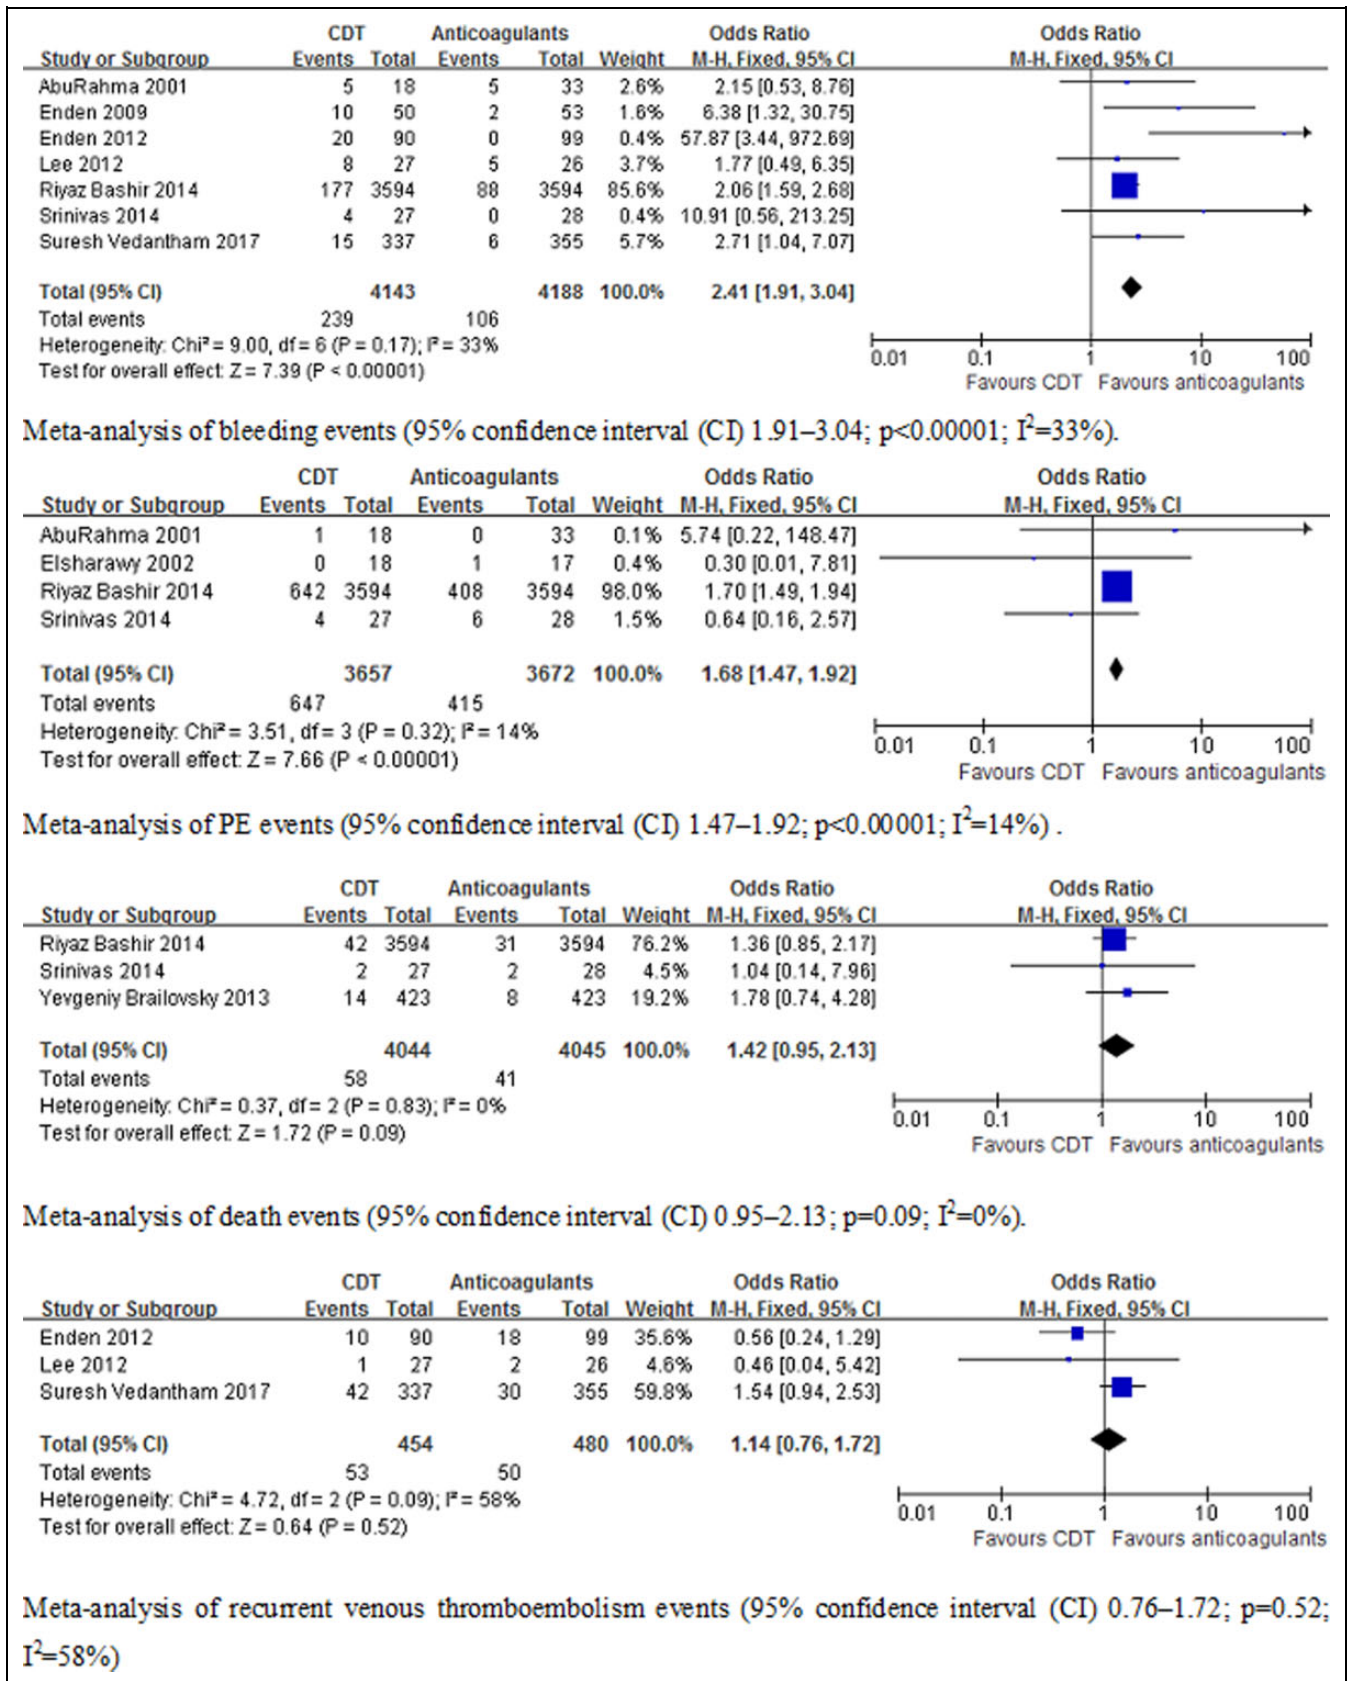 CDT Anticoagulants Odds Ratio Odds Ratio
Study or Subgroup Events Total Events Total Weight M-H, Fixed, 95% CI M-H, Fixed, 95% CI
AbuRahma 2001 5 18 5 33 2.6% 2.15 [0.53, 8.76]
Enden 2009 10 50 2 53 1.6% 6.38 [1.32, 30.75]
Enden 2012 20 90 0 99 0.4% 57.87 [3.44, 972.69]
Lee 2012 8 27 5 26 3.7% 1.77 [0.49, 6.35]
Riyaz Bashir 2014 177 3594 88 3594 85.6% 2.06 [1.59, 2.68]
Srinivas 2014 4 27 0 28 0.4% 10.91 [0.56, 213.25]
Suresh Vedantham 2017 15 337 6 355 5.7% 2.71 [1.04, 7.07]
Total (95% CI) 4143 4188 100.0% 2.41 [1.91, 3.04]
Total events 239 106
Heterogeneity: Chi² = 9.00, df = 6 (P = 0.17); I² = 33%
Test for overall effect: Z = 7.39 (P < 0.00001)
0.01 0.1 1 10 100
Favours CDT Favours anticoagulants
Meta-analysis of bleeding events (95% confidence interval (CI) 1.91–3.04; p<0.00001; I²=33%).
CDT Anticoagulants Odds Ratio Odds Ratio
Study or Subgroup Events Total Events Total Weight M-H, Fixed, 95% CI M-H, Fixed, 95% CI
AbuRahma 2001 1 18 0 33 0.1% 5.74 [0.22, 148.47]
Elsharawy 2002 0 18 1 17 0.4% 0.30 [0.01, 7.81]
Riyaz Bashir 2014 642 3594 408 3594 98.0% 1.70 [1.49, 1.94]
Srinivas 2014 4 27 6 28 1.5% 0.64 [0.16, 2.57]
Total (95% CI) 3657 3672 100.0% 1.68 [1.47, 1.92]
Total events 647 415
Heterogeneity: Chi² = 3.51, df = 3 (P = 0.32); I² = 14%
Test for overall effect: Z = 7.66 (P < 0.00001)
0.01 0.1 1 10 100
Favours CDT Favours anticoagulants
Meta-analysis of PE events (95% confidence interval (CI) 1.47–1.92; p<0.00001; I²=14%) .
CDT Anticoagulants Odds Ratio Odds Ratio
Study or Subgroup Events Total Events Total Weight M-H, Fixed, 95% CI M-H, Fixed, 95% CI
Riyaz Bashir 2014 42 3594 31 3594 76.2% 1.36 [0.85, 2.17]
Srinivas 2014 2 27 2 28 4.5% 1.04 [0.14, 7.96]
Yevgeniy Brailovsky 2013 14 423 8 423 19.2% 1.78 [0.74, 4.28]
Total (95% CI) 4044 4045 100.0% 1.42 [0.95, 2.13]
Total events 58 41
Heterogeneity: Chi² = 0.37, df = 2 (P = 0.83); I² = 0%
Test for overall effect: Z = 1.72 (P = 0.09)
0.01 0.1 1 10 100
Favours CDT Favours anticoagulants
Meta-analysis of death events (95% confidence interval (CI) 0.95–2.13; p=0.09; I²=0%).
CDT Anticoagulants Odds Ratio Odds Ratio
Study or Subgroup Events Total Events Total Weight M-H, Fixed, 95% CI M-H, Fixed, 95% CI
Enden 2012 10 90 18 99 35.6% 0.56 [0.24, 1.29]
Lee 2012 1 27 2 26 4.6% 0.46 [0.04, 5.42]
Suresh Vedantham 2017 42 337 30 355 59.8% 1.54 [0.94, 2.53]
Total (95% CI) 454 480 100.0% 1.14 [0.76, 1.72]
Total events 53 50
Heterogeneity: Chi² = 4.72, df = 2 (P = 0.09); I² = 58%
Test for overall effect: Z = 0.64 (P = 0.52)
0.01 0.1 1 10 100
Favours CDT Favours anticoagulants
Meta-analysis of recurrent venous thromboembolism events (95% confidence interval (CI) 0.76–1.72; p=0.52;
I²=58%)